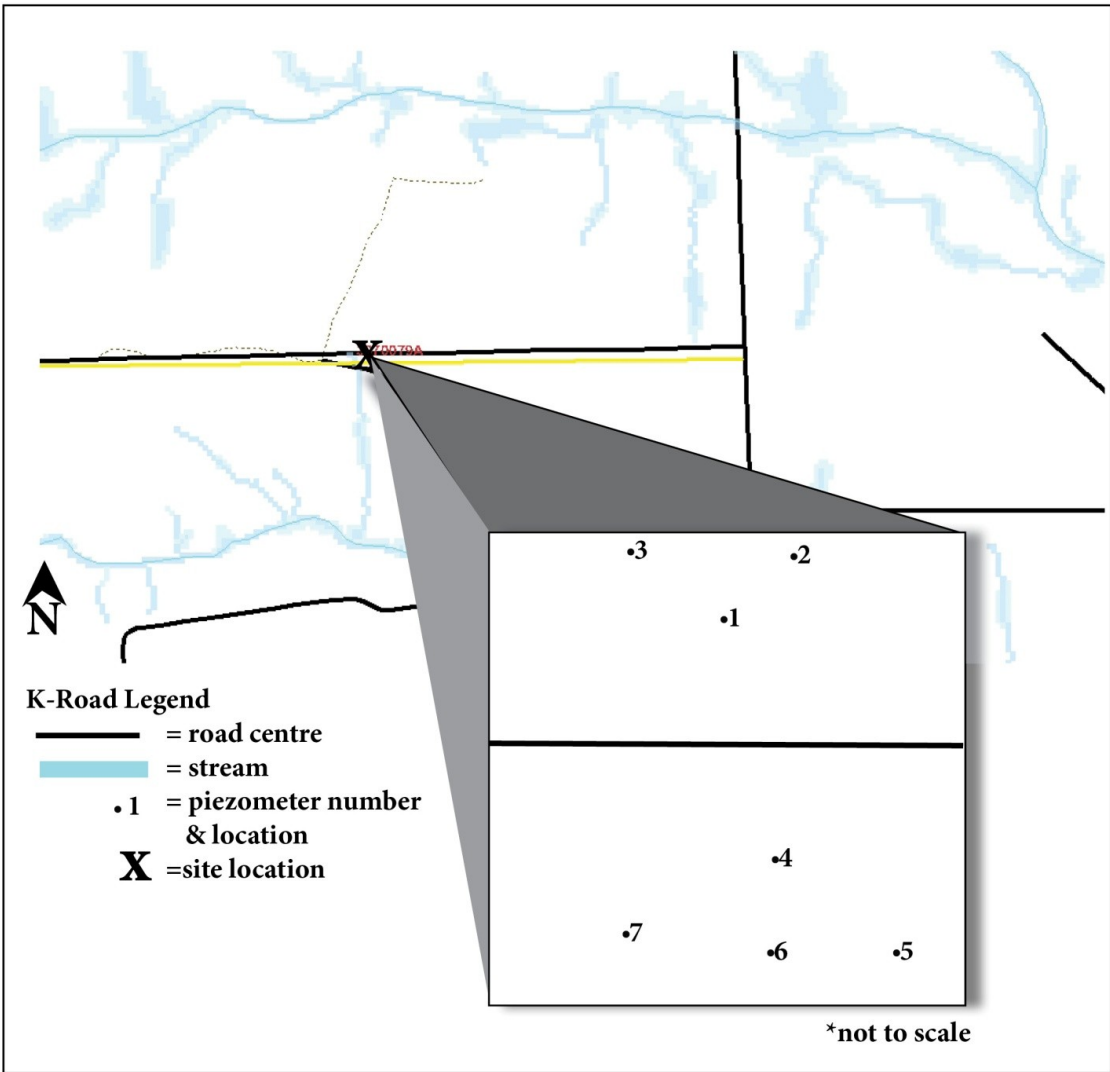 X
3
2
1
N
K-Road Legend
= road centre
= stream
4
1 = piezometer number
& location
7
6
5
X =site location
*not to scale